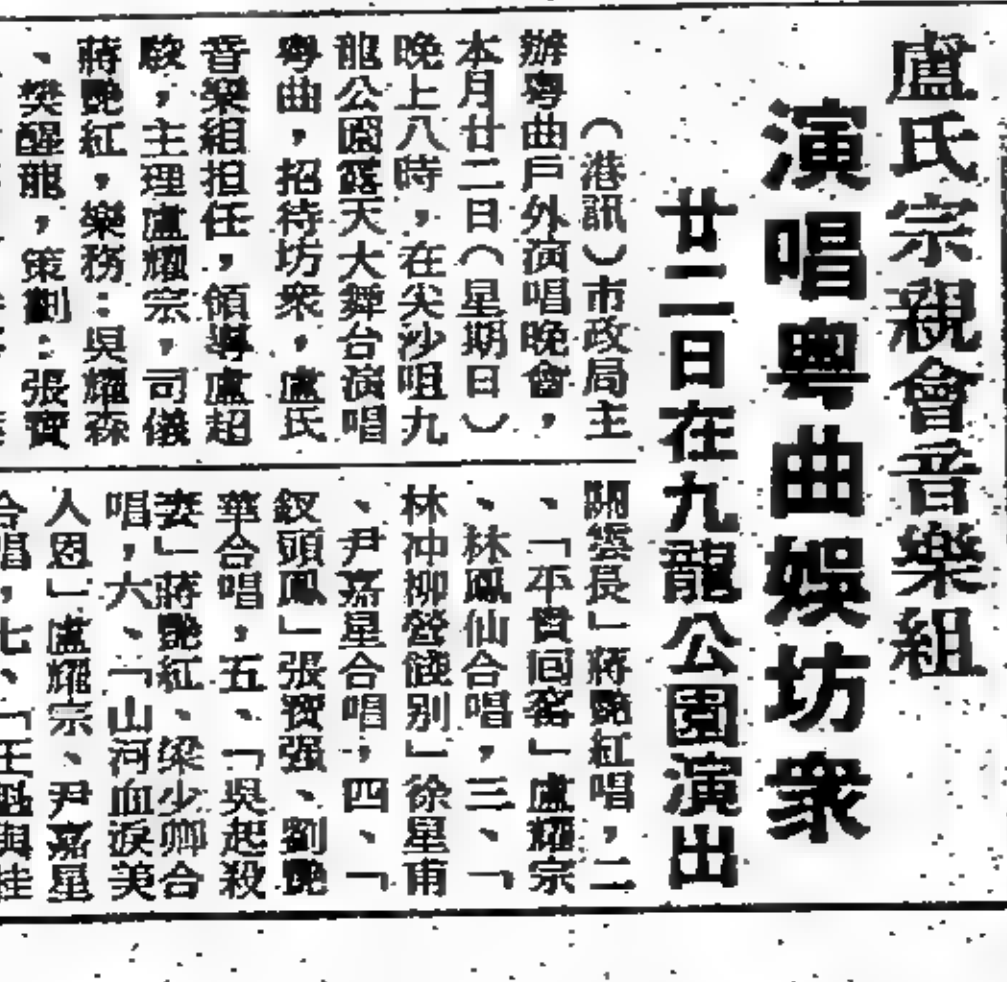 盧氏宗親會音樂組
演唱粵曲娛坊衆
廿二日在九龍公園演出
（港訊）市政局主
辦粵曲戶外演唱晚會，
本月廿二日（星期日）
晚上八時，在尖沙咀九
龍公園露天大舞台演唱
粵曲，招待坊衆，盧氏
音樂組担任，領導盧超
，主理盧耀宗，司儀
蔣艷紅，樂務：吳耀森
、樊醒龍，策劃：張寶
關雲長」蔣艷紅唱，二
、「平貴回窰」盧耀宗
、林鳳仙合唱，三、「
林冲柳營餞别」徐星甫
、尹嘉星合唱，四、「
釵頭鳳」張寶强、劉艷
華合唱，五、「吳起殺
妻」蔣艷紅、梁少卿合
唱，六、「山河血淚美
人恩」盧耀宗、尹嘉星
合唱，七、「王魁與桂